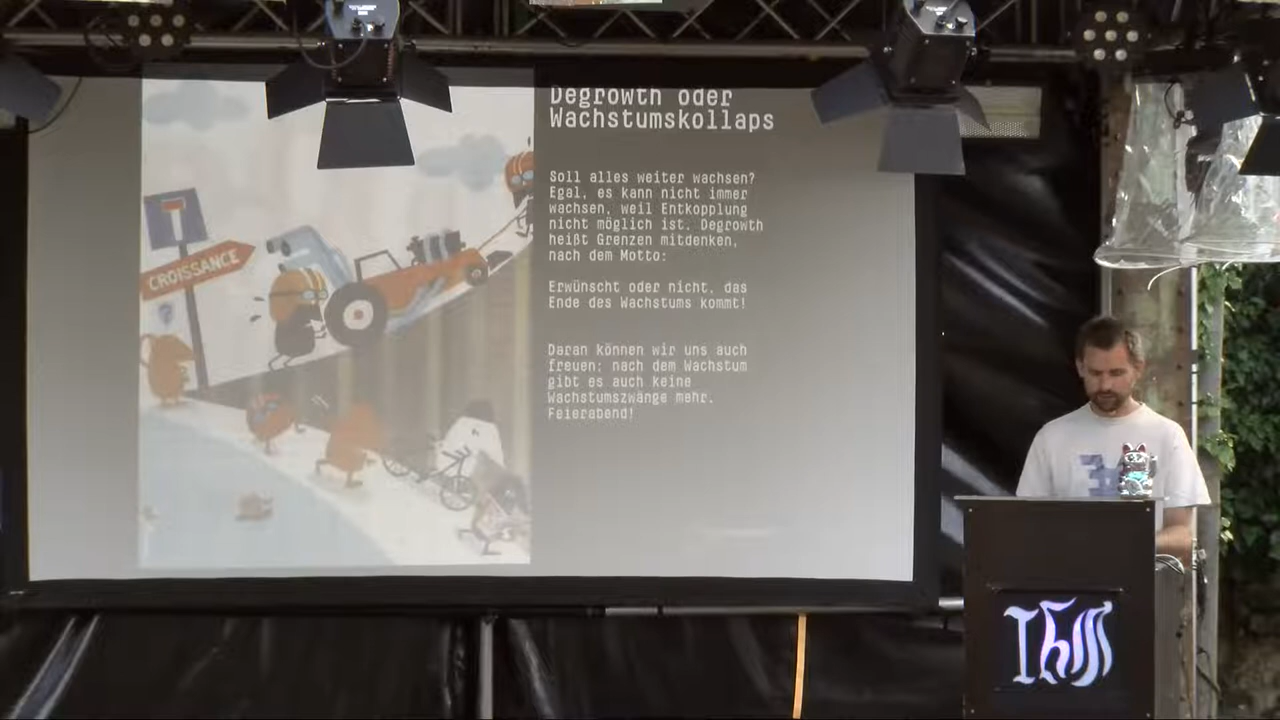 Degrowth oder
Wachstumskollaps
Soll alles weiter wachsen?
Egal, es kann nicht immer
wachsen, weil Entkopplung
nicht möglich ist. Degrowth
heißt Grenzen mitdenken,
nach dem Motto:
Erwünscht oder nicht, das
Ende des Wachstums kommt!
Daran können wir uns auch
freuen: nach dem Wachstum
gibt es auch keine
Wachstumszwänge mehr.
Feierabend!
CROISSANCE